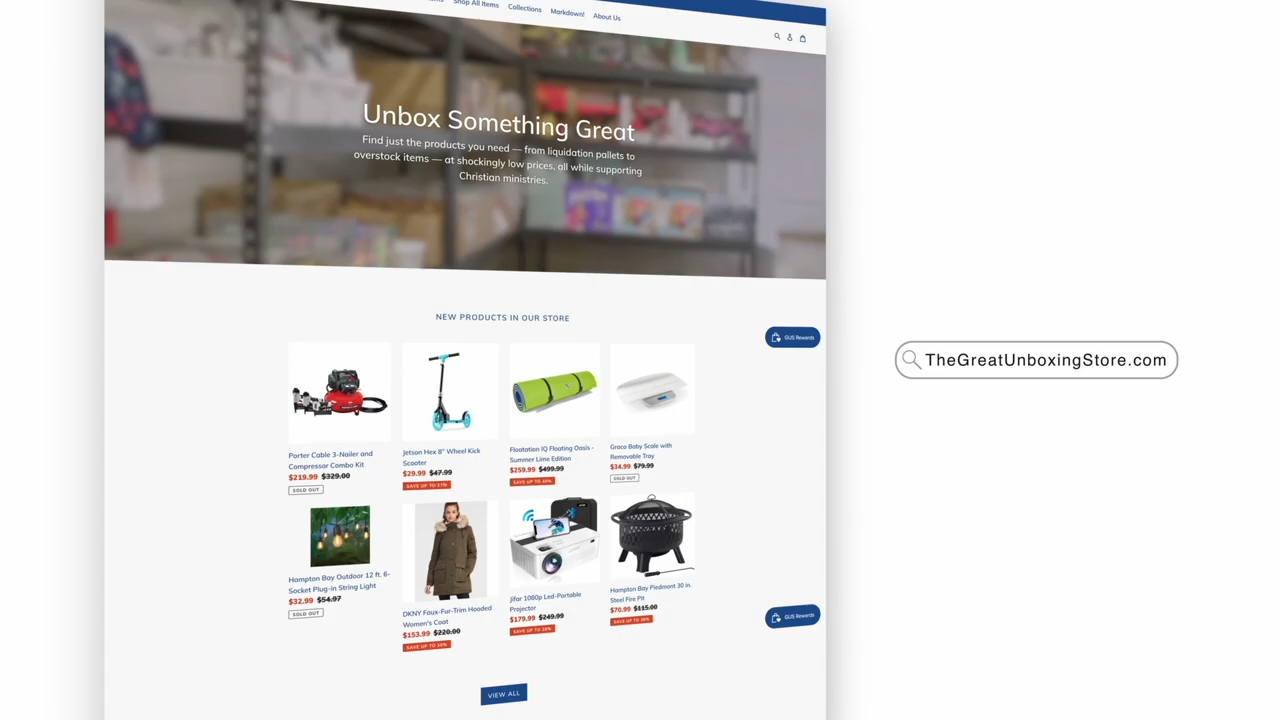 Shop All Items
Collections
Markdown!
About Us
Unbox Something Great
Find just the products you need — from liquidation pallets to
overstock items — at shockingly low prices, all while supporting
Christian ministries.
NEW PRODUCTS IN OUR STORE
GUS Rewards
TheGreatUnboxingStore.com
Porter Cable 3-Nailer and
Compressor Combo Kit
$219.99 $329.00
SOLD OUT
Jetson Hex 8" Wheel Kick
Scooter
$29.99 $47.99
SAVE UP TO 37%
Floatation IQ Floating Oasis -
Summer Lime Edition
$259.99 $499.99
SAVE UP TO 48%
Graco Baby Scale with
Removable Tray
$34.99 $79.99
SOLD OUT
Hampton Bay Outdoor 12 ft. 6-
Socket Plug-in String Light
$32.99 $54.97
SOLD OUT
DKNY Faux-Fur-Trim Hooded
Women's Coat
$153.99 $220.00
SAVE UP TO 30%
Jifar 1080p Led-Portable
Projector
$179.99 $249.99
SAVE UP TO 28%
Hampton Bay Piedmont 30 in.
Steel Fire Pit
$70.99 $115.00
SAVE UP TO 38%
GUS Rewards
VIEW ALL